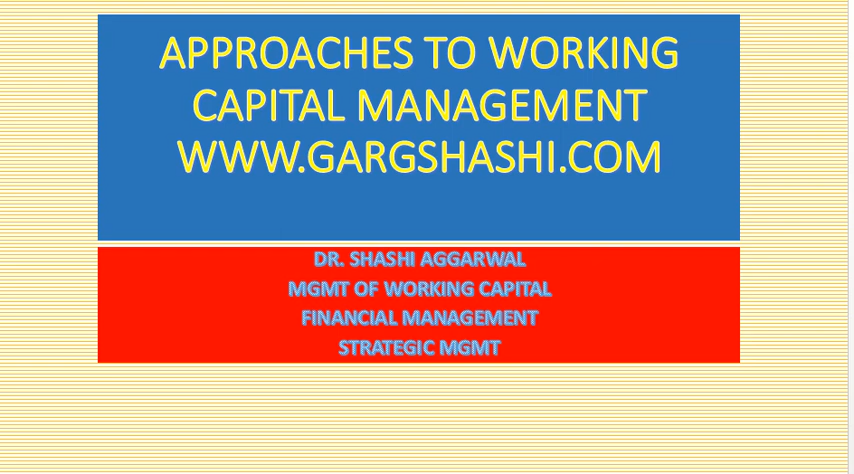 APPROACHES TO WORKING
CAPITAL MANAGEMENT
WWW.GARGSHASHI.COM
DR. SHASHI AGGARWAL
MGMT OF WORKING CAPITAL
FINANCIAL MANAGEMENT
STRATEGIC MGMT